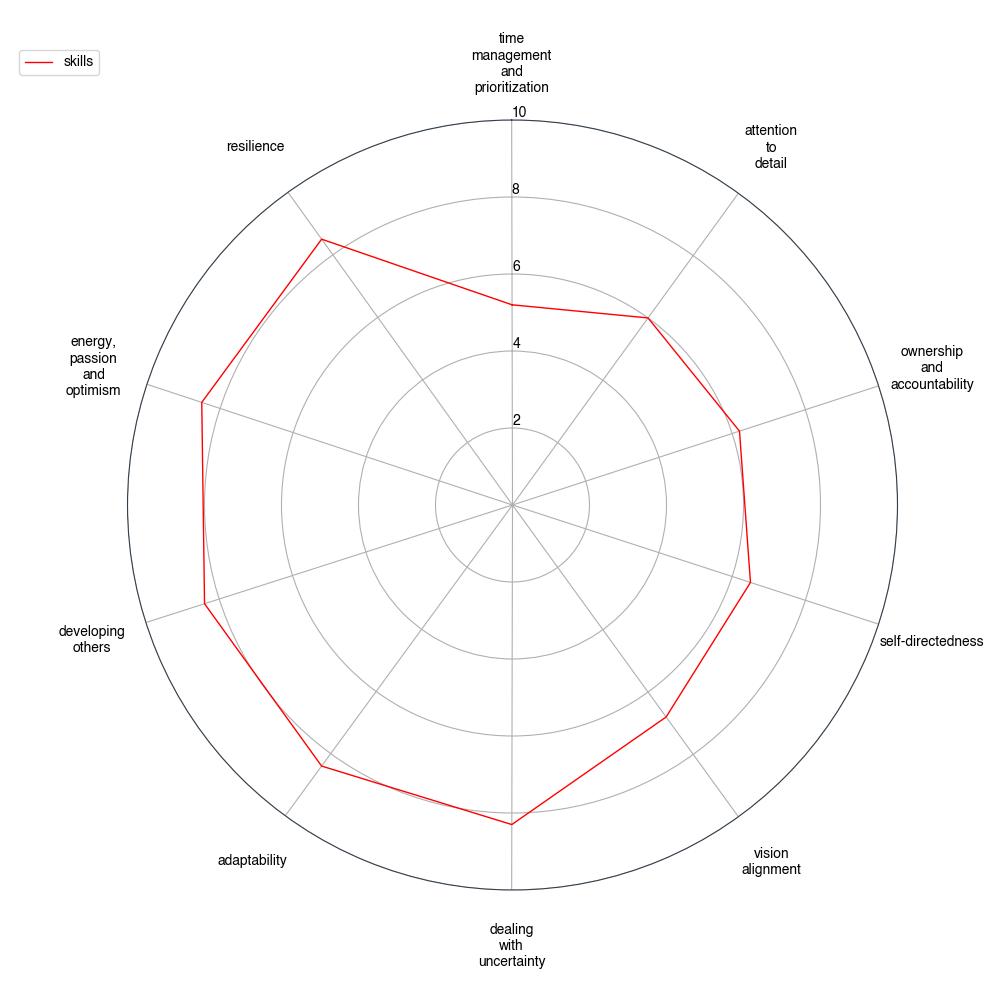 skills
time
management
and
prioritization
attention
to
detail
ownership
and
accountability
self-directedness
vision
alignment
dealing
with
uncertainty
adaptability
developing
others
energy,
passion
and
optimism
resilience
10
8
6
4
2